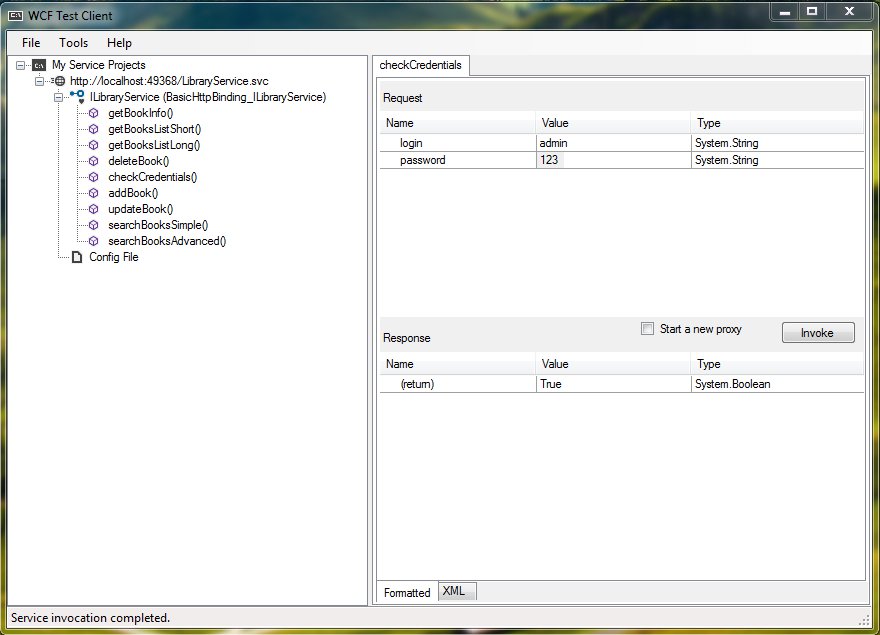 WCF Test Client
File Tools Help
My Service Projects
http://localhost:49368/LibraryService.svc
ILibraryService (BasicHttpBinding_ILibraryService)
getBookInfo()
getBooksListShort()
getBooksListLong()
deleteBook()
checkCredentials()
addBook()
updateBook()
searchBooksSimple()
searchBooksAdvanced()
Config File
checkCredentials
Request
Name Value Type
login admin System.String
password 123 System.String
Start a new proxy Invoke
Response
Name Value Type
(return) True System.Boolean
Formatted XML
Service invocation completed.